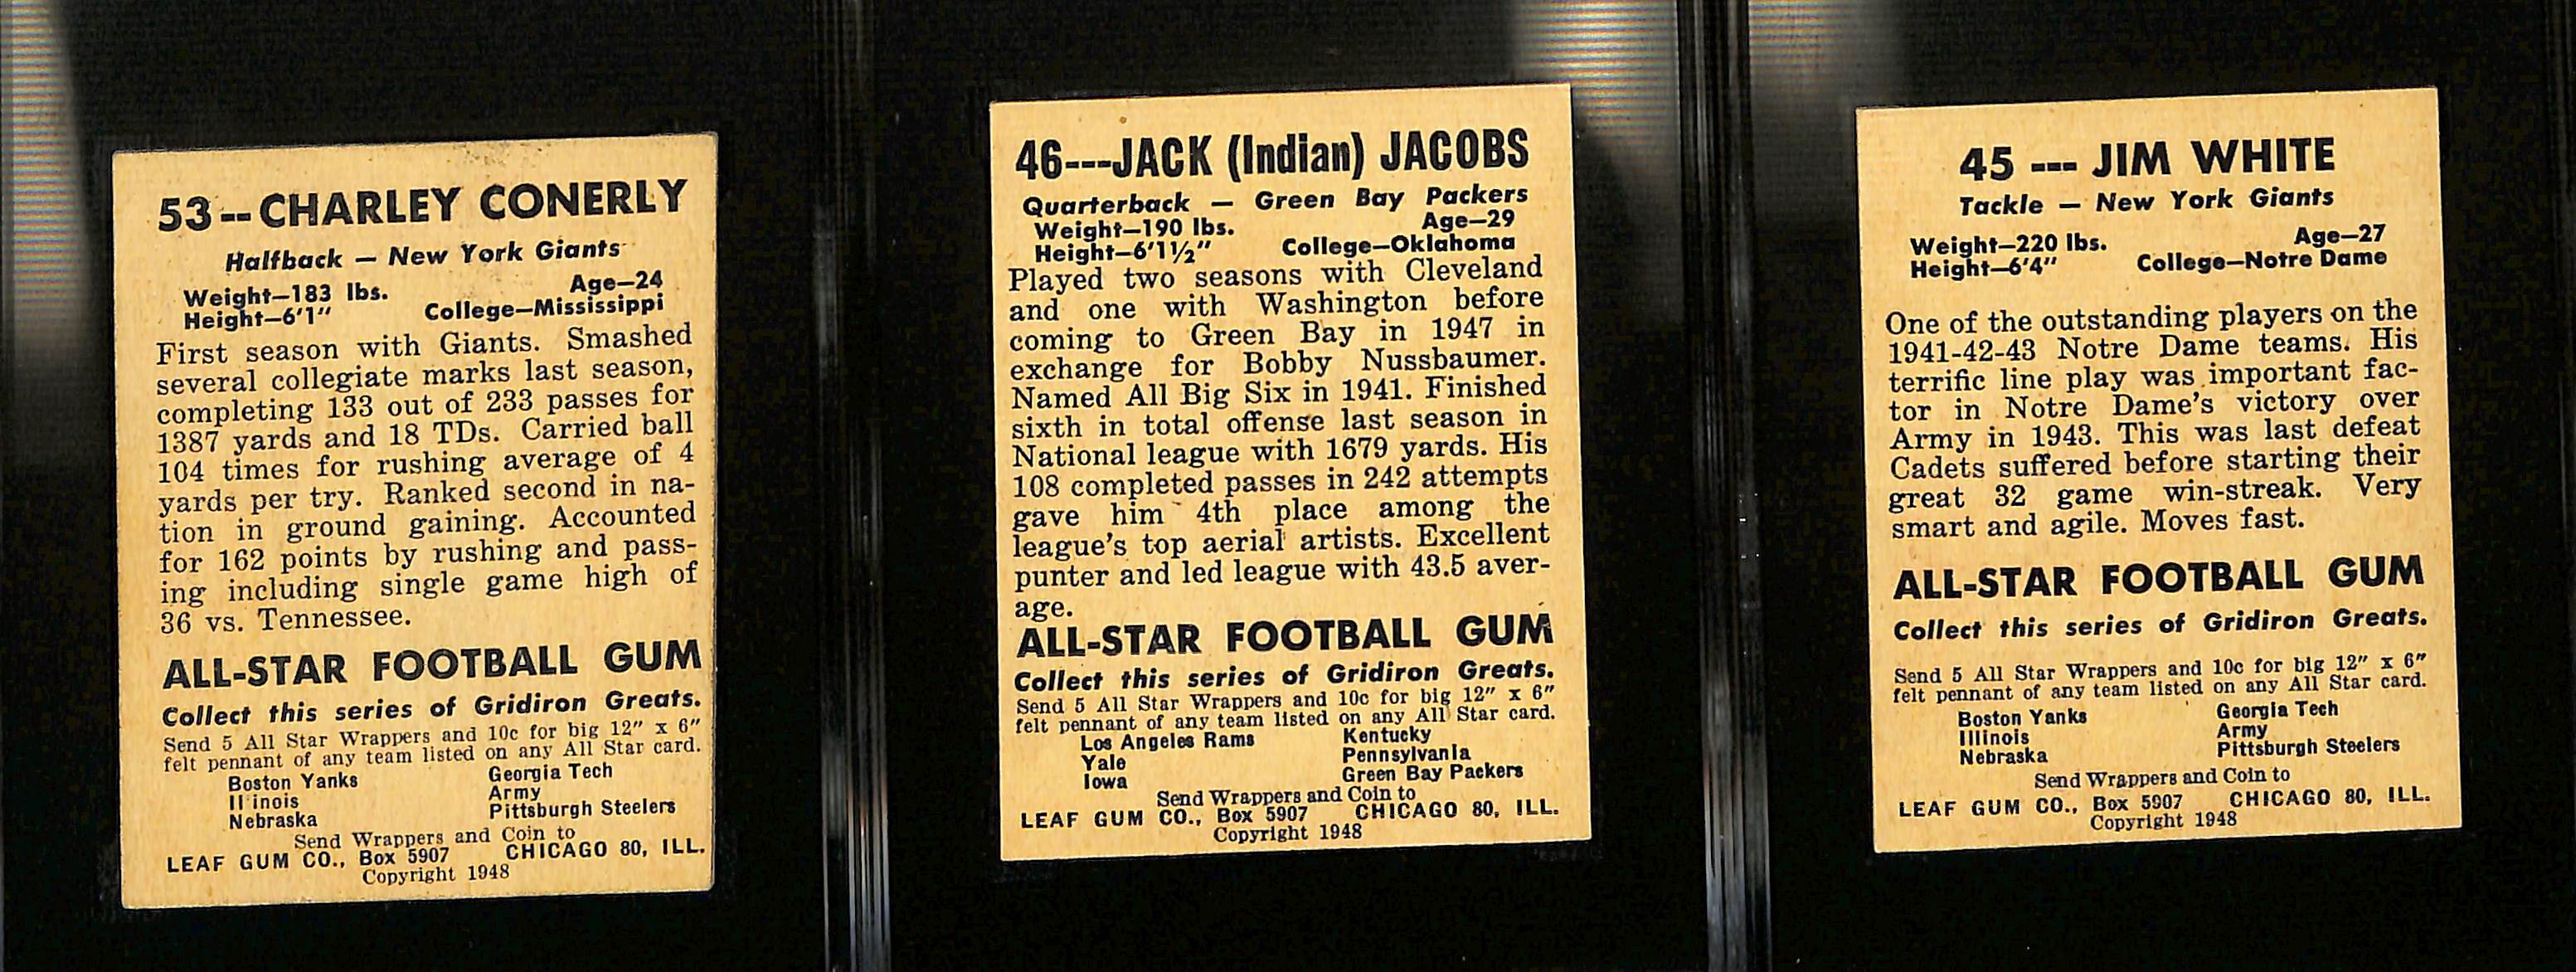 53--CHARLEY CONERLY
Halfback — New York Giants
Weight—183 lbs. Age—24
Height—6'1" College—Mississippi
First season with Giants. Smashed
several collegiate marks last season,
completing 133 out of 233 passes for
1387 yards and 18 TDs. Carried ball
104 times for rushing average of 4
yards per try. Ranked second in na-
tion in ground gaining. Accounted
for 162 points by rushing and pass-
ing including single game high of
36 vs. Tennessee.
ALL-STAR FOOTBALL GUM
Collect this series of Gridiron Greats.
Send 5 All Star Wrappers and 10c for big 12" x 6"
felt pennant of any team listed on any All Star card.
Boston Yanks Georgia Tech
Il inois Army
Nebraska Pittsburgh Steelers
Send Wrappers and Coin to
LEAF GUM CO., Box 5907 CHICAGO 80, ILL.
Copyright 1948
46---JACK (Indian) JACOBS
Quarterback — Green Bay Packers
Weight—190 lbs. Age—29
Height—6'1½" College—Oklahoma
Played two seasons with Cleveland
and one with Washington before
coming to Green Bay in 1947 in
exchange for Bobby Nussbaumer.
Named All Big Six in 1941. Finished
sixth in total offense last season in
National league with 1679 yards. His
108 completed passes in 242 attempts
gave him 4th place among the
league's top aerial artists. Excellent
punter and led league with 43.5 aver-
age.
ALL-STAR FOOTBALL GUM
Collect this series of Gridiron Greats.
Send 5 All Star Wrappers and 10c for big 12" x 6"
felt pennant of any team listed on any All Star card.
Los Angeles Rams Kentucky
Yale Pennsylvania
Iowa Green Bay Packers
Send Wrappers and Coin to
LEAF GUM CO., Box 5907 CHICAGO 80, ILL.
Copyright 1948
45 --- JIM WHITE
Tackle — New York Giants
Weight—220 lbs. Age—27
Height—6'4" College—Notre Dame
One of the outstanding players on the
1941-42-43 Notre Dame teams. His
terrific line play was important fac-
tor in Notre Dame's victory over
Army in 1943. This was last defeat
Cadets suffered before starting their
great 32 game win-streak. Very
smart and agile. Moves fast.
ALL-STAR FOOTBALL GUM
Collect this series of Gridiron Greats.
Send 5 All Star Wrappers and 10c for big 12" x 6"
felt pennant of any team listed on any All Star card.
Boston Yanks Georgia Tech
Illinois Army
Nebraska Pittsburgh Steelers
Send Wrappers and Coin to
LEAF GUM CO., Box 5907 CHICAGO 80, ILL.
Copyright 1948